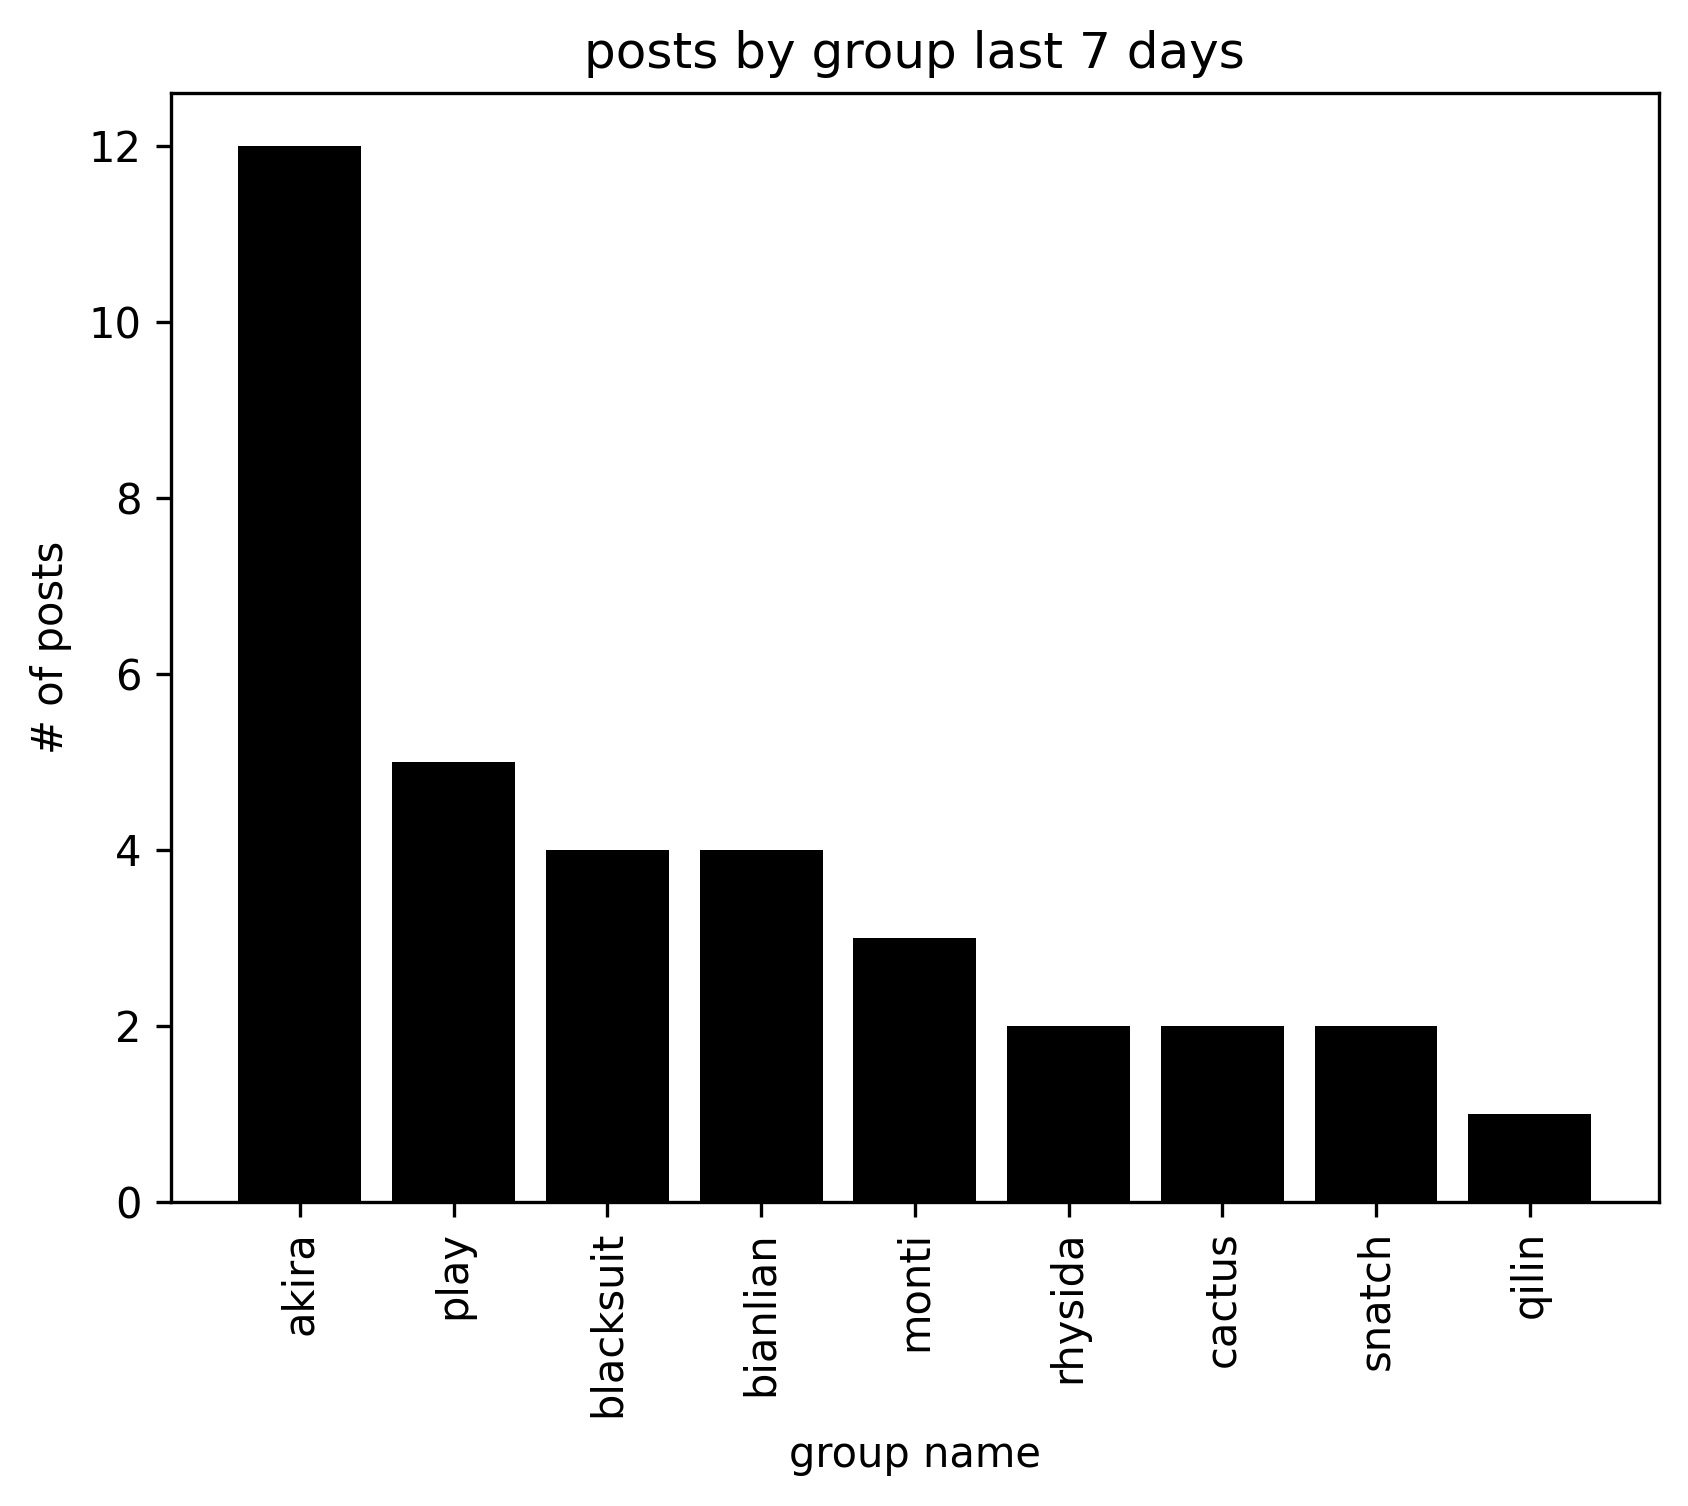 posts by group last 7 days
# of posts
12
10
8
6
4
2
0
akira
play
blacksuit
bianlian
monti
rhysida
cactus
snatch
qilin
group name